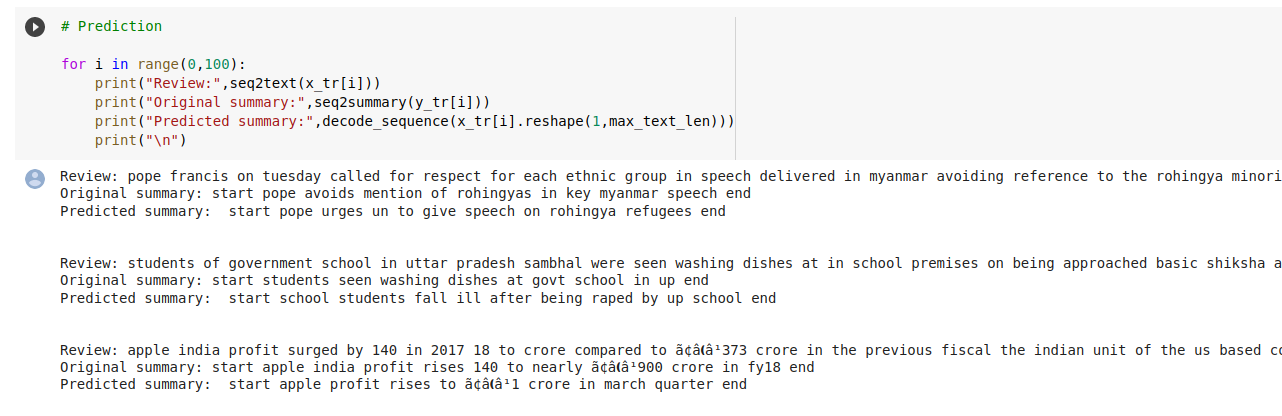 # Prediction
for i in range(0,100):
print("Review:",seq2text(x_tr[i]))
print("Original summary:",seq2summary(y_tr[i]))
print("Predicted summary:",decode_sequence(x_tr[i].reshape(1,max_text_len)))
print("\n")
Review: pope francis on tuesday called for respect for each ethnic group in speech delivered in myanmar avoiding reference to the rohingya minori
Original summary: start pope avoids mention of rohingyas in key myanmar speech end
Predicted summary:  start pope urges un to give speech on rohingya refugees end
Review: students of government school in uttar pradesh sambhal were seen washing dishes at in school premises on being approached basic shiksha a
Original summary: start students seen washing dishes at govt school in up end
Predicted summary:  start school students fall ill after being raped by up school end
Review: apple india profit surged by 140 in 2017 18 to crore compared to ã¢â(â¹373 crore in the previous fiscal the indian unit of the us based co
Original summary: start apple india profit rises 140 to nearly ã¢â(â¹900 crore in fy18 end
Predicted summary:  start apple profit rises to ã¢â(â¹1 crore in march quarter end